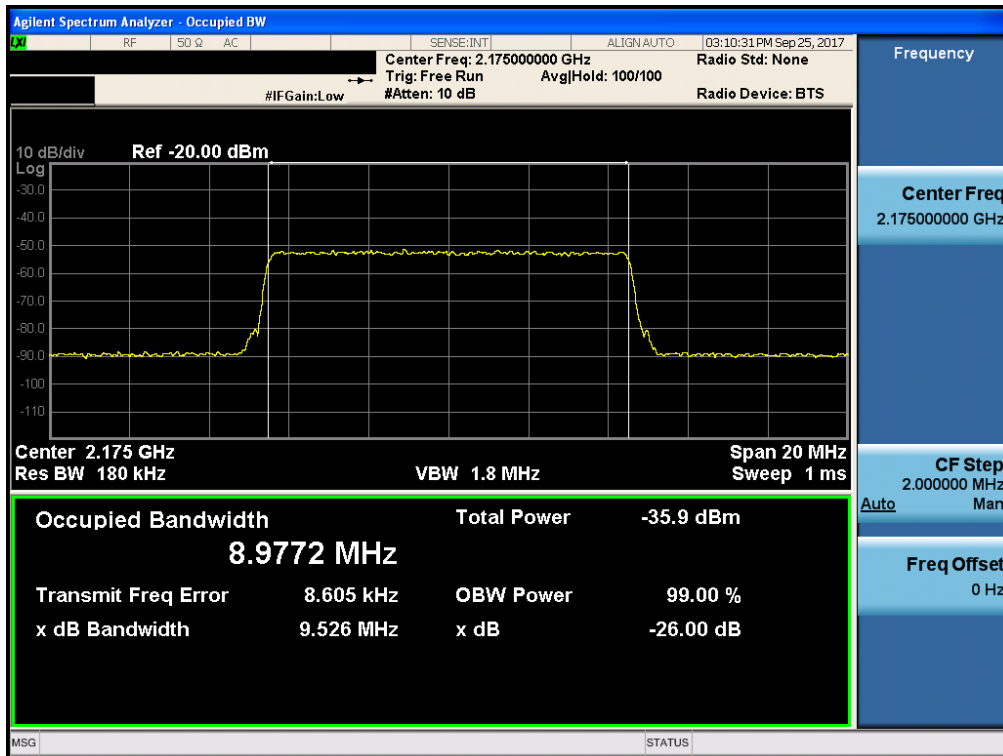 Agilent Spectrum Analyzer - Occupied BW
LXI RF 50 Ω AC SENSE:INT ALIGN AUTO 03:10:31 PM Sep 25, 2017
Center Freq: 2.175000000 GHz Radio Std: None
Trig: Free Run Avg|Hold: 100/100
#IFGain:Low #Atten: 10 dB Radio Device: BTS
10 dB/div Ref -20.00 dBm
Log
-30.0
-40.0
-50.0
-60.0
-70.0
-80.0
-90.0
-100
-110
Center 2.175 GHz Span 20 MHz
Res BW 180 kHz VBW 1.8 MHz Sweep 1 ms
Occupied Bandwidth Total Power -35.9 dBm
8.9772 MHz
Transmit Freq Error 8.605 kHz OBW Power 99.00 %
x dB Bandwidth 9.526 MHz x dB -26.00 dB
Frequency
Center Freq
2.175000000 GHz
CF Step
2.000000 MHz
Auto Man
Freq Offset
0 Hz
MSG STATUS